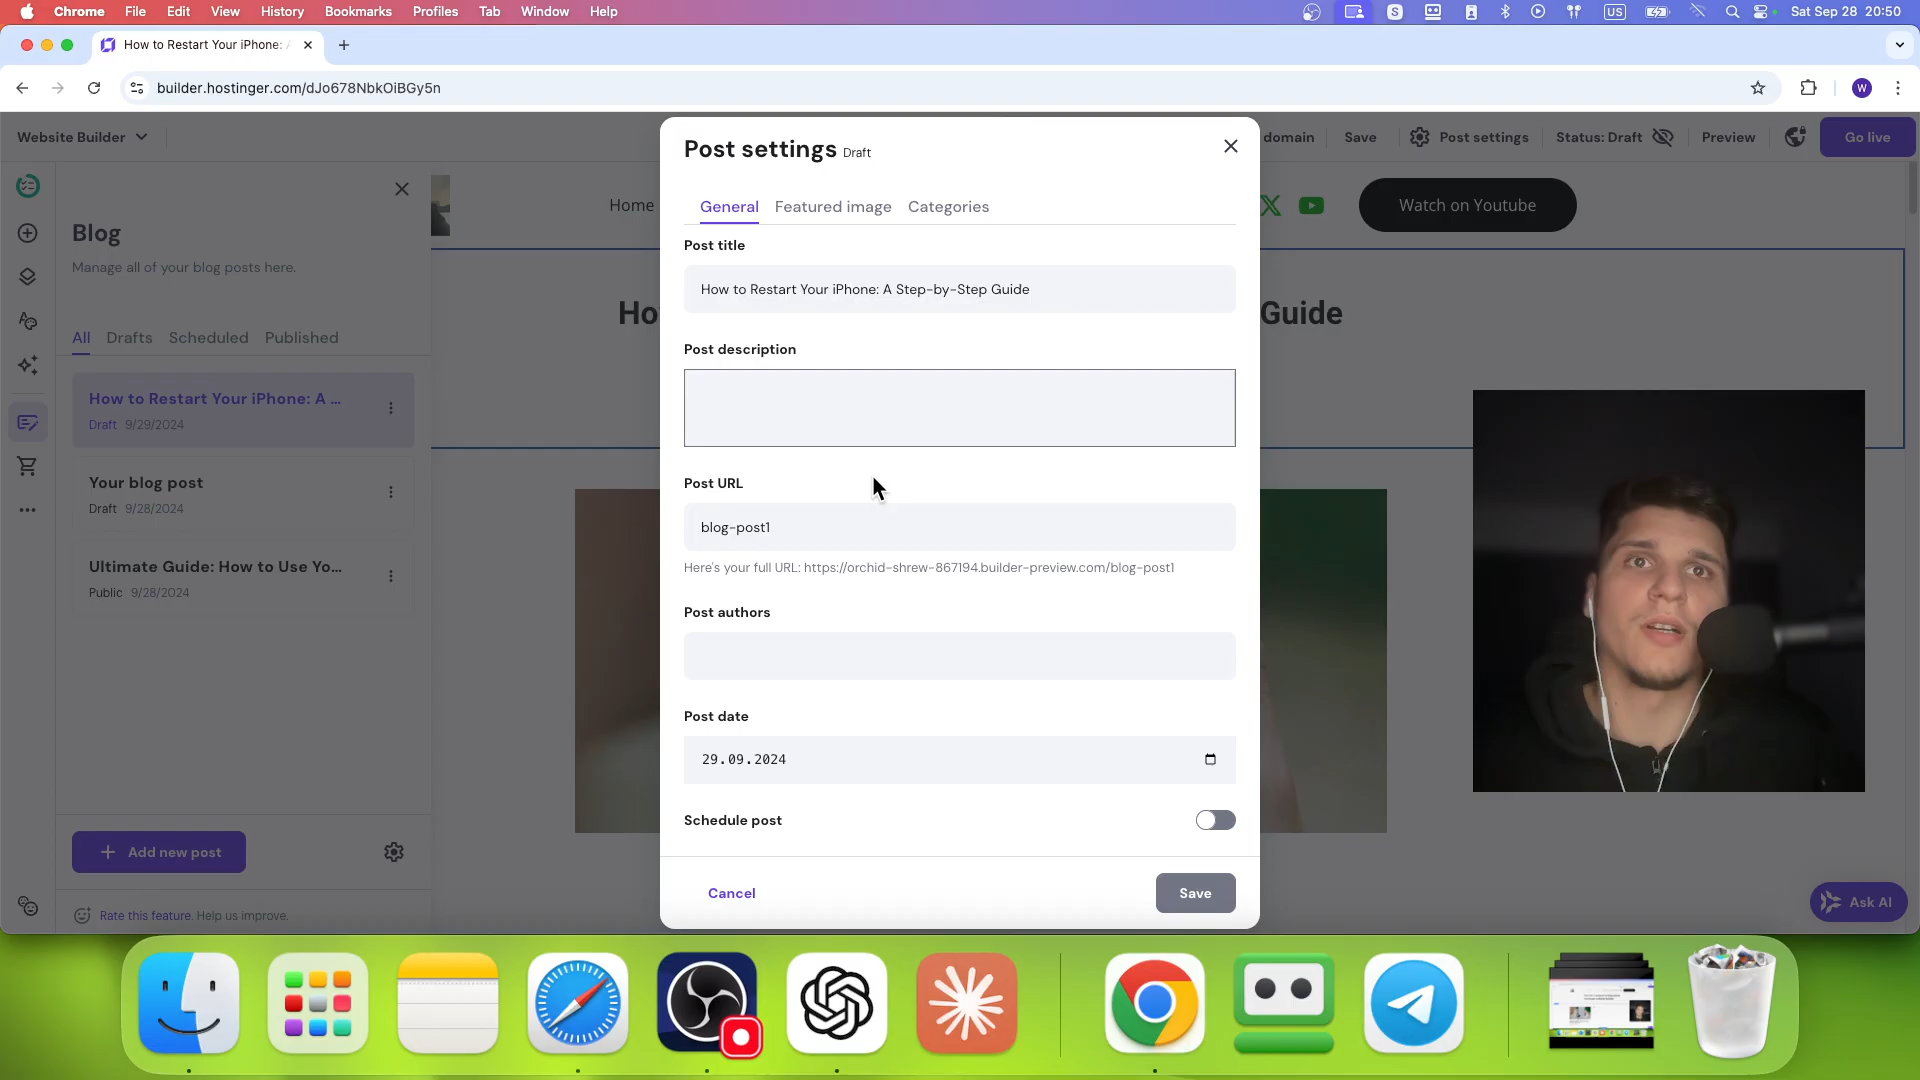 Chrome File Edit View History Bookmarks Profiles Tab Window Help
US
Sat Sep 28 20:50
How to Restart Your iPhone:
builder.hostinger.com/dJo678NbkOiBGy5n
W
Website Builder
domain
Save
Post settings
Status: Draft
Preview
Go live
Post settings Draft
General Featured image Categories
Home
Watch on Youtube
Blog
Manage all of your blog posts here.
Post title
How to Restart Your iPhone: A Step-by-Step Guide
Ho
Guide
All Drafts Scheduled Published
Post description
How to Restart Your iPhone: A ...
Draft 9/29/2024
Your blog post
Draft 9/28/2024
Post URL
blog-post1
Here's your full URL: https://orchid-shrew-867194.builder-preview.com/blog-post1
Ultimate Guide: How to Use Yo...
Public 9/28/2024
Post authors
Post date
29.09.2024
Schedule post
Add new post
Cancel
Save
Ask AI
Rate this feature. Help us improve.